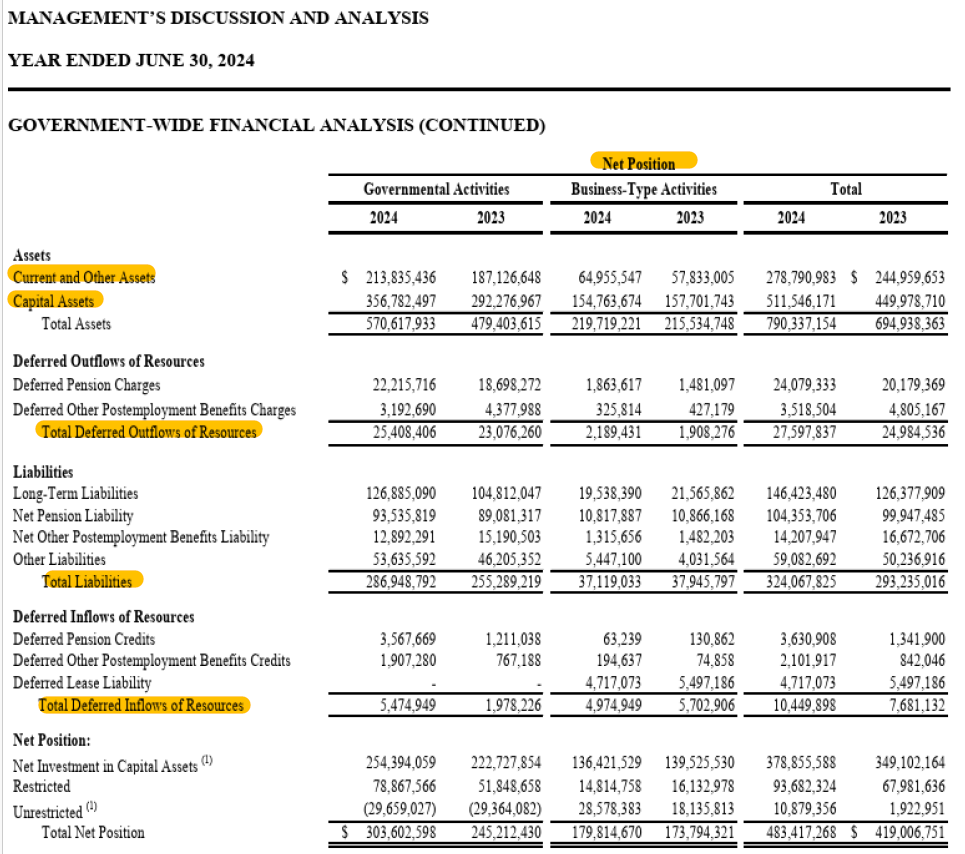 MANAGEMENT’S DISCUSSION AND ANALYSIS
YEAR ENDED JUNE 30, 2024
GOVERNMENT-WIDE FINANCIAL ANALYSIS (CONTINUED)
Net Position
Governmental Activities Business-Type Activities Total
2024 2023 2024 2023 2024 2023
Assets
Current and Other Assets $ 213,835,436 187,126,648 64,955,547 57,833,005 278,790,983 $ 244,959,653
Capital Assets 356,782,497 292,276,967 154,763,674 157,701,743 511,546,171 449,978,710
Total Assets 570,617,933 479,403,615 219,719,221 215,534,748 790,337,154 694,938,363
Deferred Outflows of Resources
Deferred Pension Charges 22,215,716 18,698,272 1,863,617 1,481,097 24,079,333 20,179,369
Deferred Other Postemployment Benefits Charges 3,192,690 4,377,988 325,814 427,179 3,518,504 4,805,167
Total Deferred Outflows of Resources 25,408,406 23,076,260 2,189,431 1,908,276 27,597,837 24,984,536
Liabilities
Long-Term Liabilities 126,885,090 104,812,047 19,538,390 21,565,862 146,423,480 126,377,909
Net Pension Liability 93,535,819 89,081,317 10,817,887 10,866,168 104,353,706 99,947,485
Net Other Postemployment Benefits Liability 12,892,291 15,190,503 1,315,656 1,482,203 14,207,947 16,672,706
Other Liabilities 53,635,592 46,205,352 5,447,100 4,031,564 59,082,692 50,236,916
Total Liabilities 286,948,792 255,289,219 37,119,033 37,945,797 324,067,825 293,235,016
Deferred Inflows of Resources
Deferred Pension Credits 3,567,669 1,211,038 63,239 130,862 3,630,908 1,341,900
Deferred Other Postemployment Benefits Credits 1,907,280 767,188 194,637 74,858 2,101,917 842,046
Deferred Lease Liability - - 4,717,073 5,497,186 4,717,073 5,497,186
Total Deferred Inflows of Resources 5,474,949 1,978,226 4,974,949 5,702,906 10,449,898 7,681,132
Net Position:
Net Investment in Capital Assets (1) 254,394,059 222,727,854 136,421,529 139,525,530 378,855,588 349,102,164
Restricted 78,867,566 51,848,658 14,814,758 16,132,978 93,682,324 67,981,636
Unrestricted (1) (29,659,027) (29,364,082) 28,578,383 18,135,813 10,879,356 1,922,951
Total Net Position $ 303,602,598 245,212,430 179,814,670 173,794,321 483,417,268 $ 419,006,751